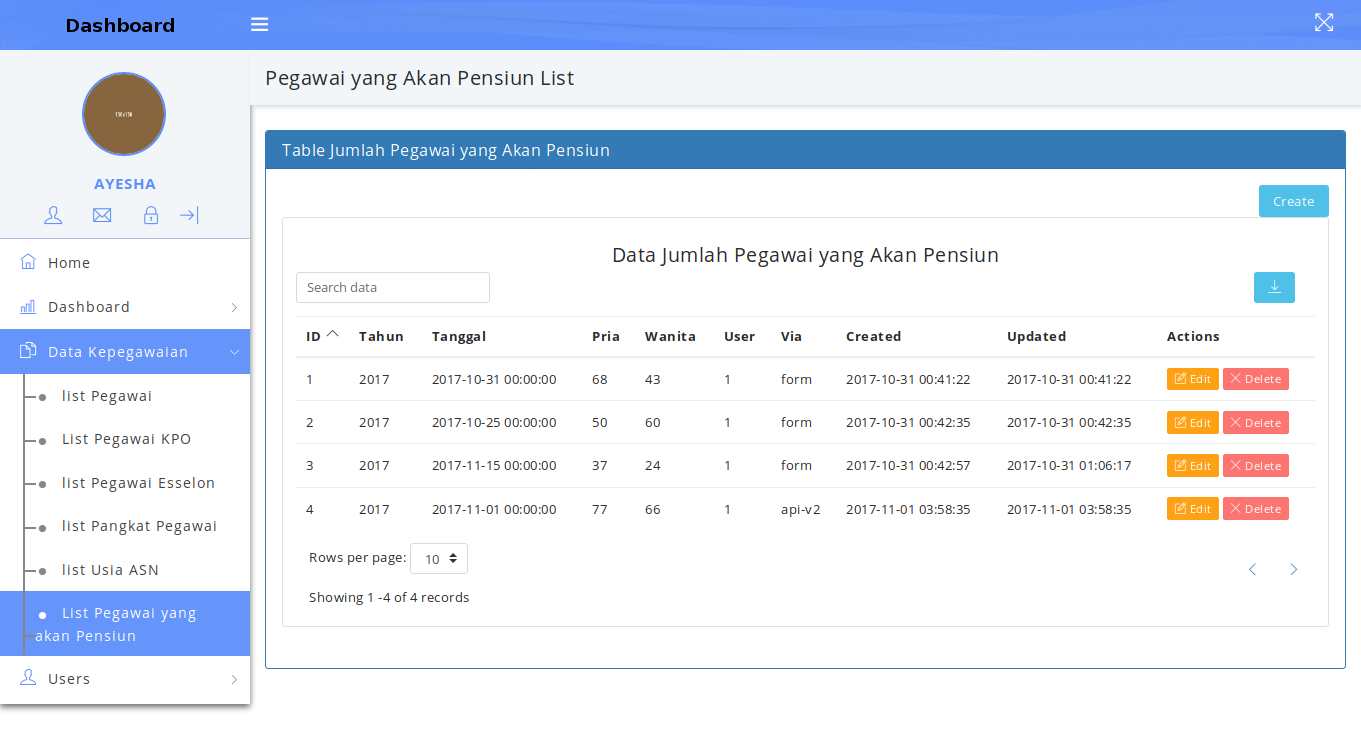 Dashboard
Pegawai yang Akan Pensiun List
AYESHA
Home
Dashboard
Data Kepegawaian
list Pegawai
List Pegawai KPO
list Pegawai Esselon
list Pangkat Pegawai
list Usia ASN
List Pegawai yang
akan Pensiun
Users
Table Jumlah Pegawai yang Akan Pensiun
Create
Data Jumlah Pegawai yang Akan Pensiun
Search data
ID Tahun Tanggal Pria Wanita User Via Created Updated Actions
1 2017 2017-10-31 00:00:00 68 43 1 form 2017-10-31 00:41:22 2017-10-31 00:41:22 Edit Delete
2 2017 2017-10-25 00:00:00 50 60 1 form 2017-10-31 00:42:35 2017-10-31 00:42:35 Edit Delete
3 2017 2017-11-15 00:00:00 37 24 1 form 2017-10-31 00:42:57 2017-10-31 01:06:17 Edit Delete
4 2017 2017-11-01 00:00:00 77 66 1 api-v2 2017-11-01 03:58:35 2017-11-01 03:58:35 Edit Delete
Rows per page: 10
Showing 1 -4 of 4 records